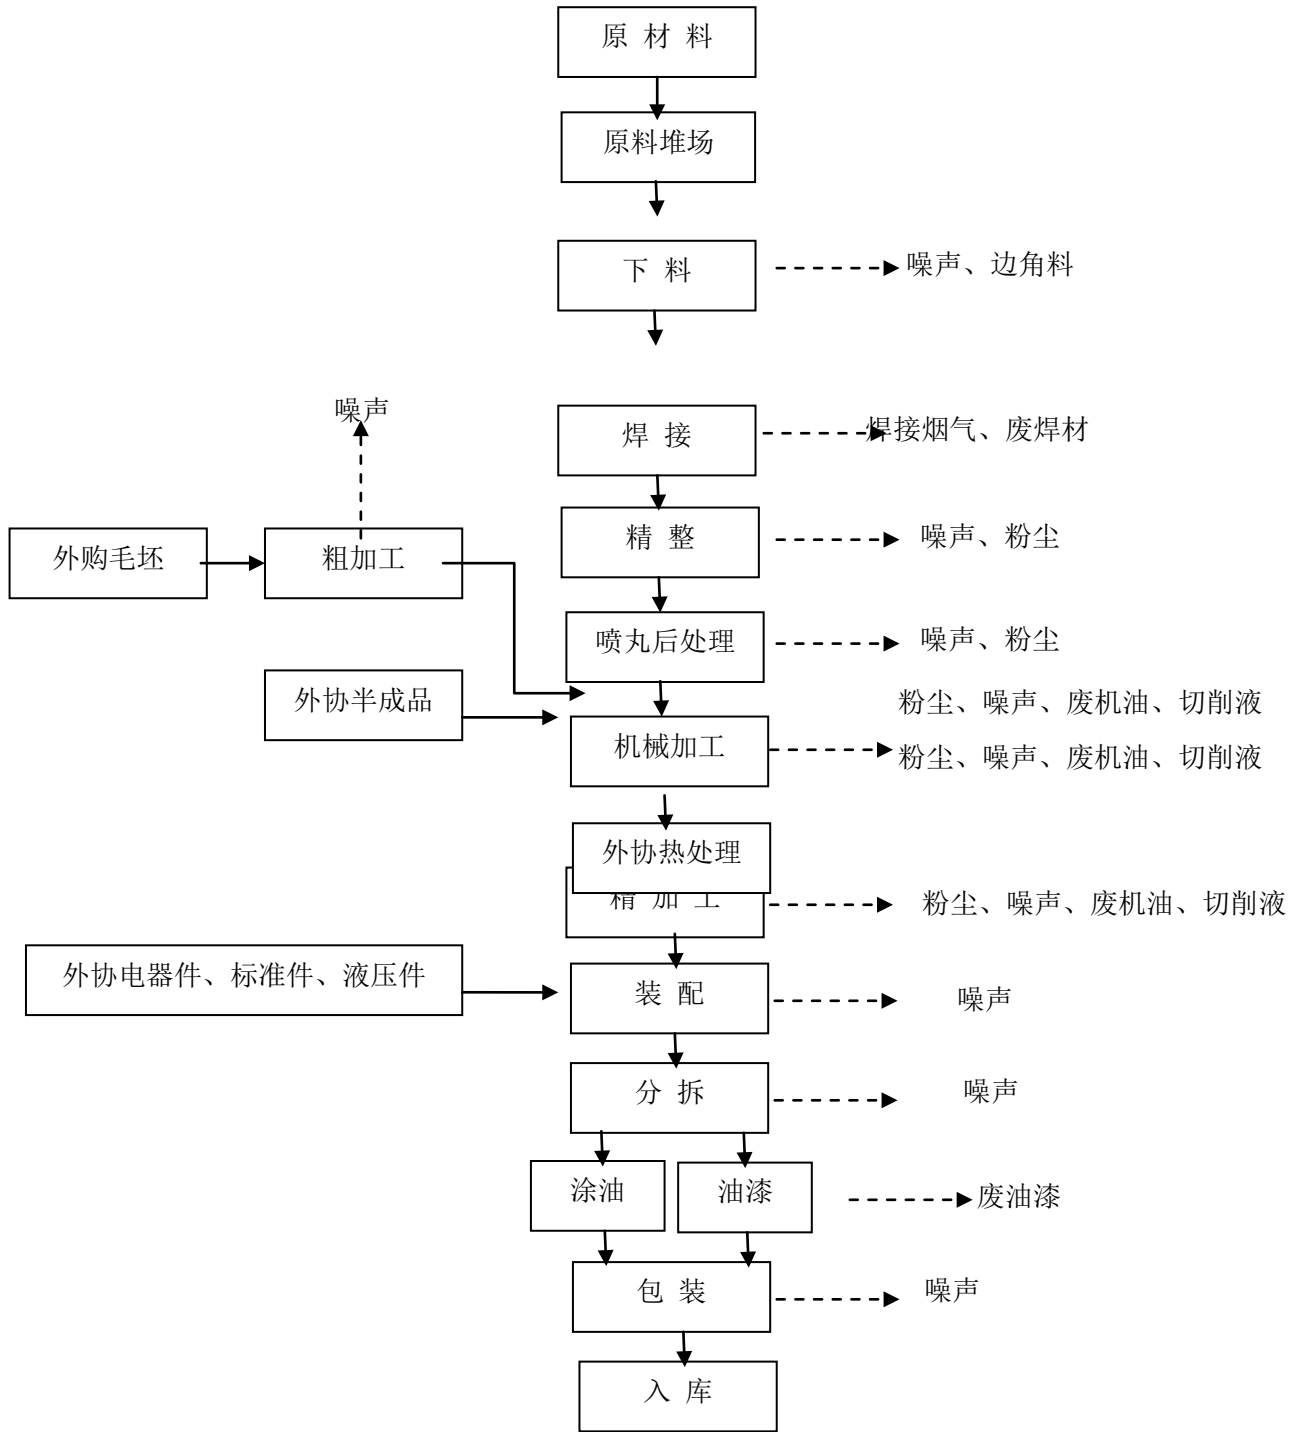 原 材 料
原料堆场
下 料
噪声、边角料
噪声
焊 接
焊接烟气、废焊材
精 整
噪声、粉尘
外购毛坯
粗加工
喷丸后处理
噪声、粉尘
外协半成品
粉尘、噪声、废机油、切削液
机械加工
粉尘、噪声、废机油、切削液
外协热处理
精 加 工
粉尘、噪声、废机油、切削液
外协电器件、标准件、液压件
装 配
噪声
分 拆
噪声
涂油
油漆
废油漆
包 装
噪声
入 库